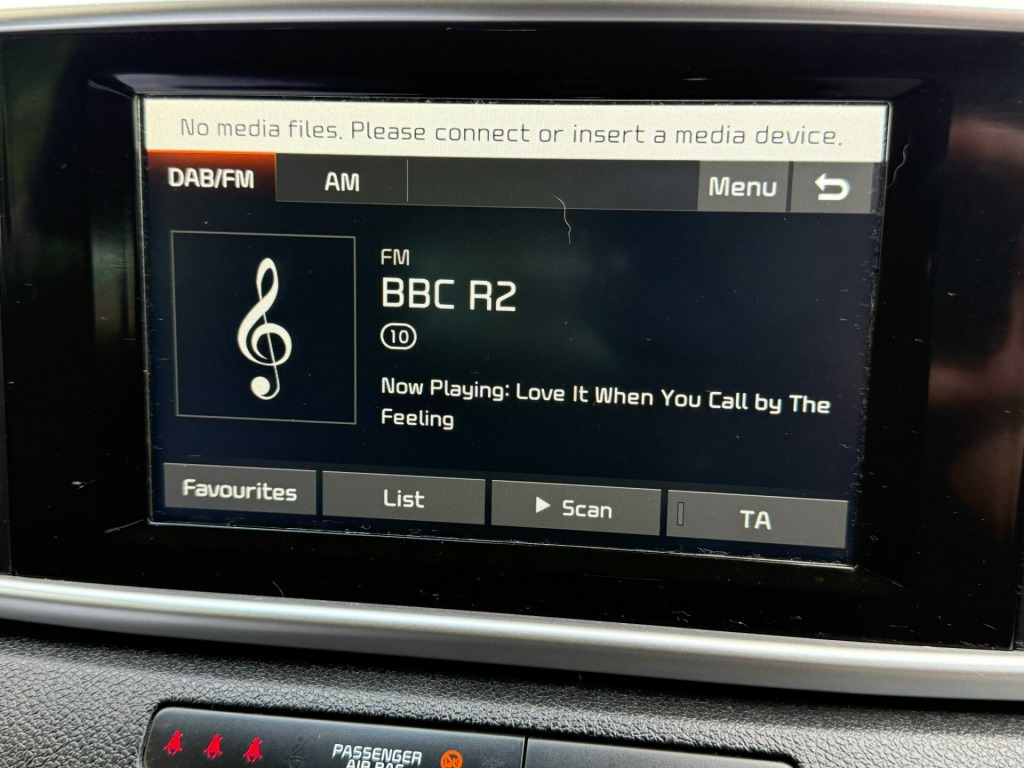 No media files. Please connect or insert a media device.
DAB/FM AM Menu
FM
BBC R2
10
Now Playing: Love It When You Call by The
Feeling
Favourites List Scan TA
PASSENGER
AIR BAG